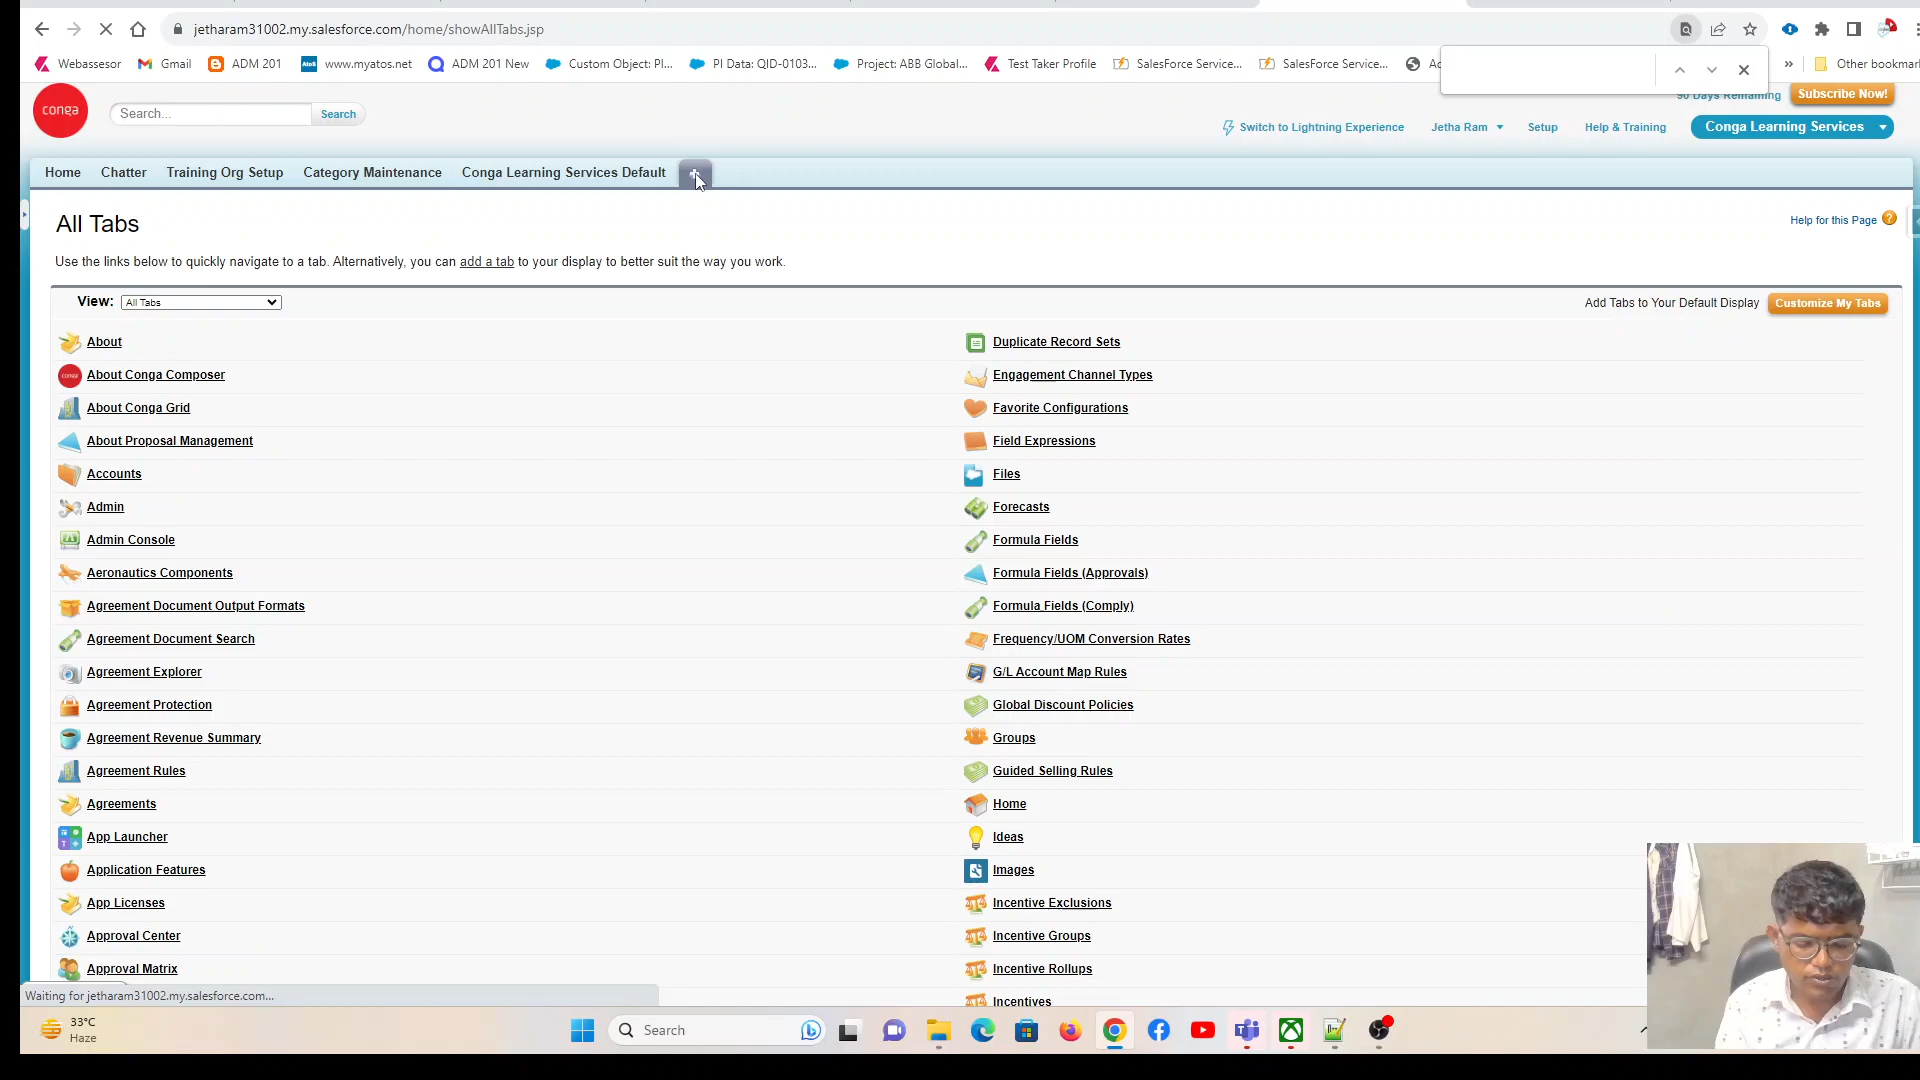 jetharam31002.my.salesforce.com/home/showAllTabs.jsp
Webassesor
Gmail
ADM 201
www.myatos.net
ADM 201 New
Custom Object: Pl...
PI Data: QID-0103...
Project: ABB Global...
Test Taker Profile
SalesForce Service...
SalesForce Service...
»
Other bookmar
conga
Search...
Search
90 Days Remaining
Subscribe Now!
Switch to Lightning Experience
Jetha Ram
Setup
Help & Training
Conga Learning Services
Home
Chatter
Training Org Setup
Category Maintenance
Conga Learning Services Default
All Tabs
Help for this Page
Use the links below to quickly navigate to a tab. Alternatively, you can add a tab to your display to better suit the way you work.
View: All Tabs
Add Tabs to Your Default Display
Customize My Tabs
About
About Conga Composer
About Conga Grid
About Proposal Management
Accounts
Admin
Admin Console
Aeronautics Components
Agreement Document Output Formats
Agreement Document Search
Agreement Explorer
Agreement Protection
Agreement Revenue Summary
Agreement Rules
Agreements
App Launcher
Application Features
App Licenses
Approval Center
Approval Matrix
Duplicate Record Sets
Engagement Channel Types
Favorite Configurations
Field Expressions
Files
Forecasts
Formula Fields
Formula Fields (Approvals)
Formula Fields (Comply)
Frequency/UOM Conversion Rates
G/L Account Map Rules
Global Discount Policies
Groups
Guided Selling Rules
Home
Ideas
Images
Incentive Exclusions
Incentive Groups
Incentive Rollups
Incentives
Waiting for jetharam31002.my.salesforce.com...
33°C
Haze
Search